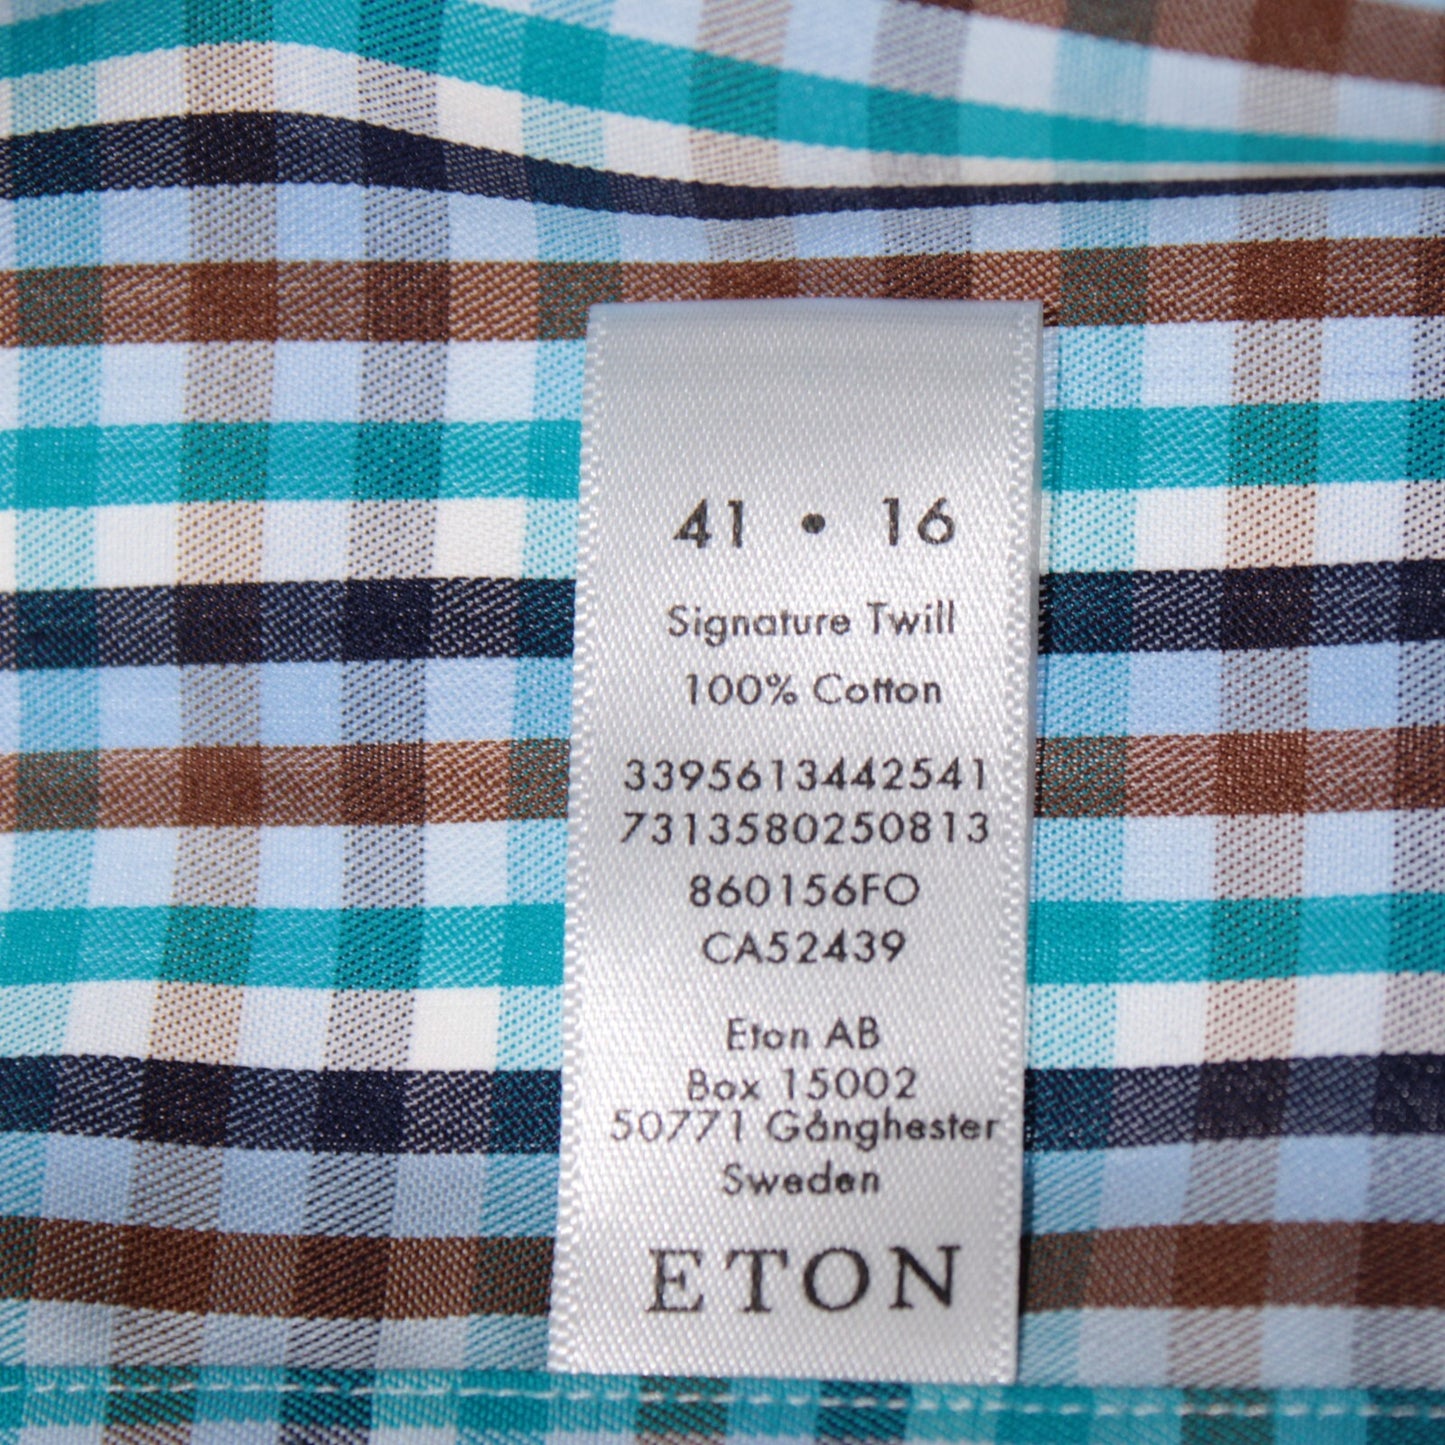 41 • 16
Signature Twill
100% Cotton
3395613442541
7313580250813
860156FO
CA52439
Eton AB
Box 15002
50771 Gånghester
Sweden
ETON